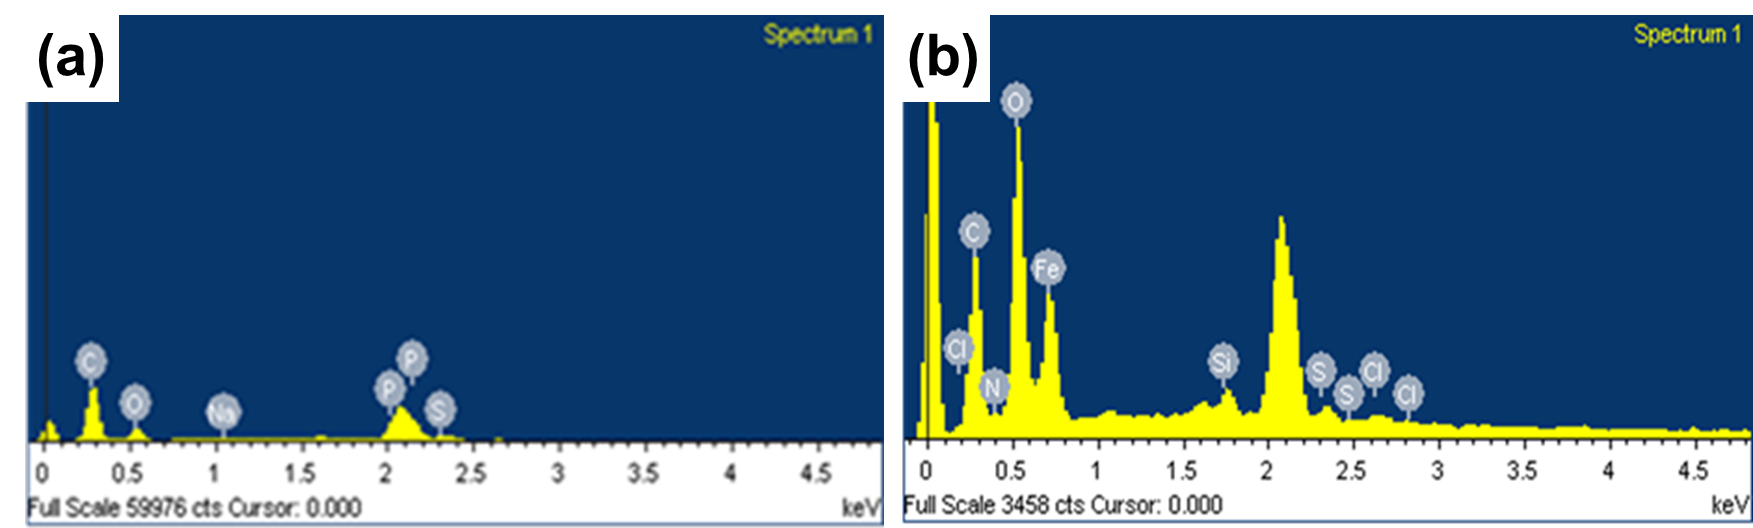 (a)
Spectrum 1
C
O
Na
P
P
S
0 0.5 1 1.5 2 2.5 3 3.5 4 4.5
Full Scale 59976 cts Cursor: 0.000 keV
(b)
Spectrum 1
O
C
Fe
Cl
N
Si
S
S
Cl
Cl
0 0.5 1 1.5 2 2.5 3 3.5 4 4.5
Full Scale 3458 cts Cursor: 0.000 keV